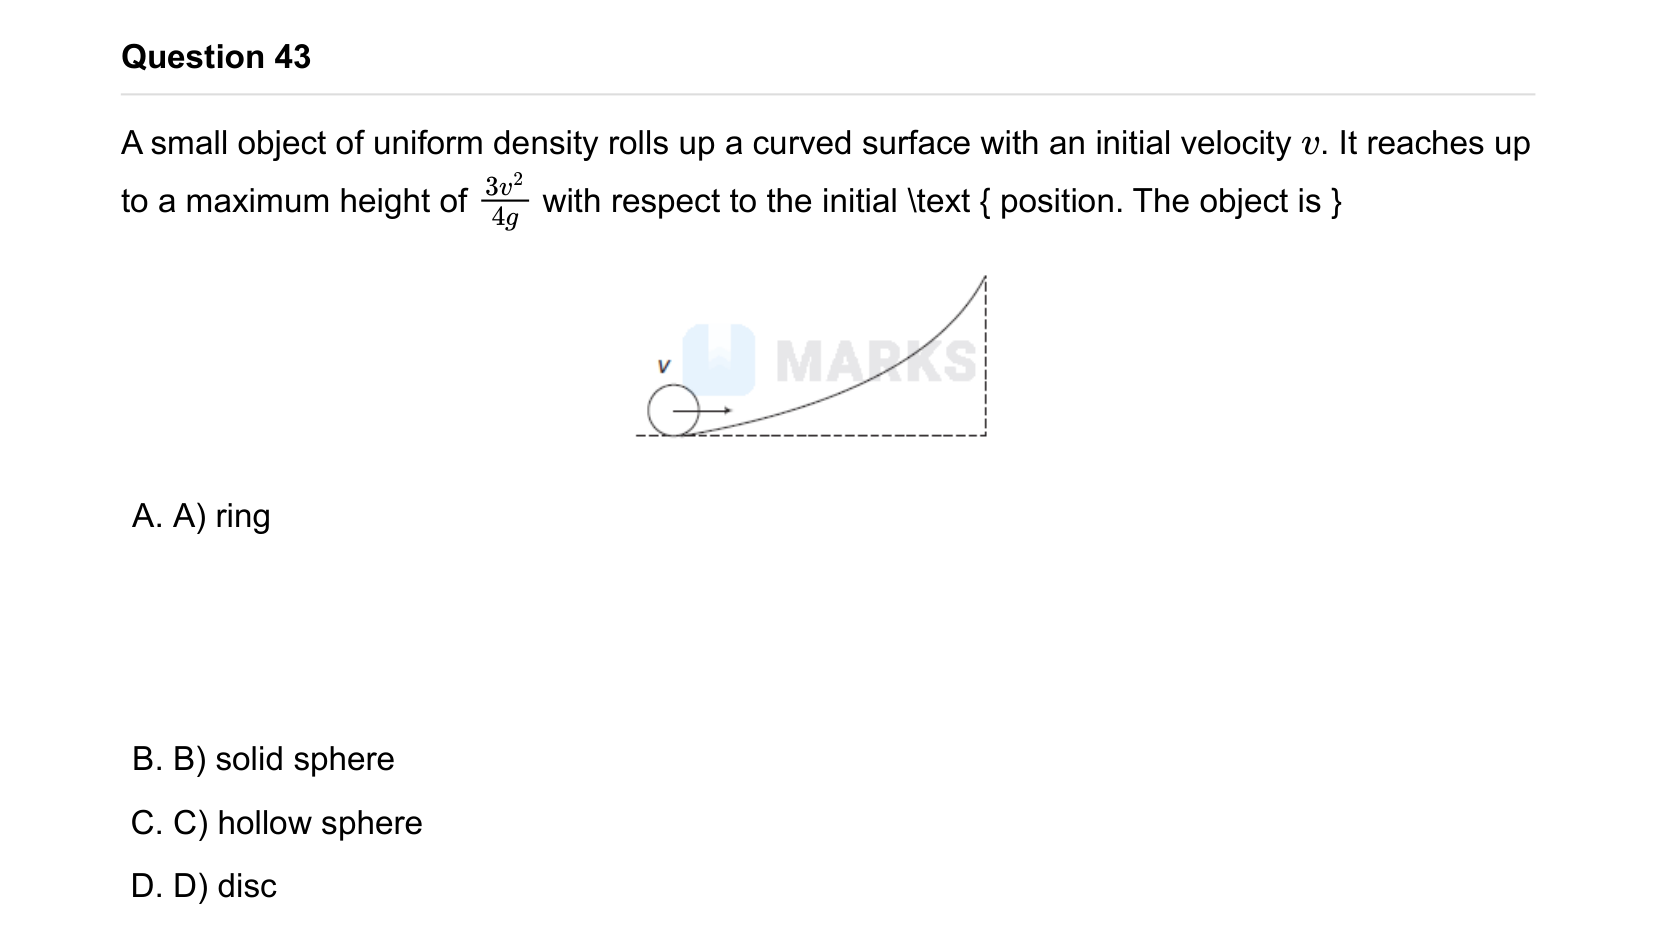 Question 43
A small object of uniform density rolls up a curved surface with an initial velocity v. It reaches up
to a maximum height of \frac{3v^2}{4g} with respect to the initial \text { position. The object is }
v
MARKS
A. A) ring
B. B) solid sphere
C. C) hollow sphere
D. D) disc